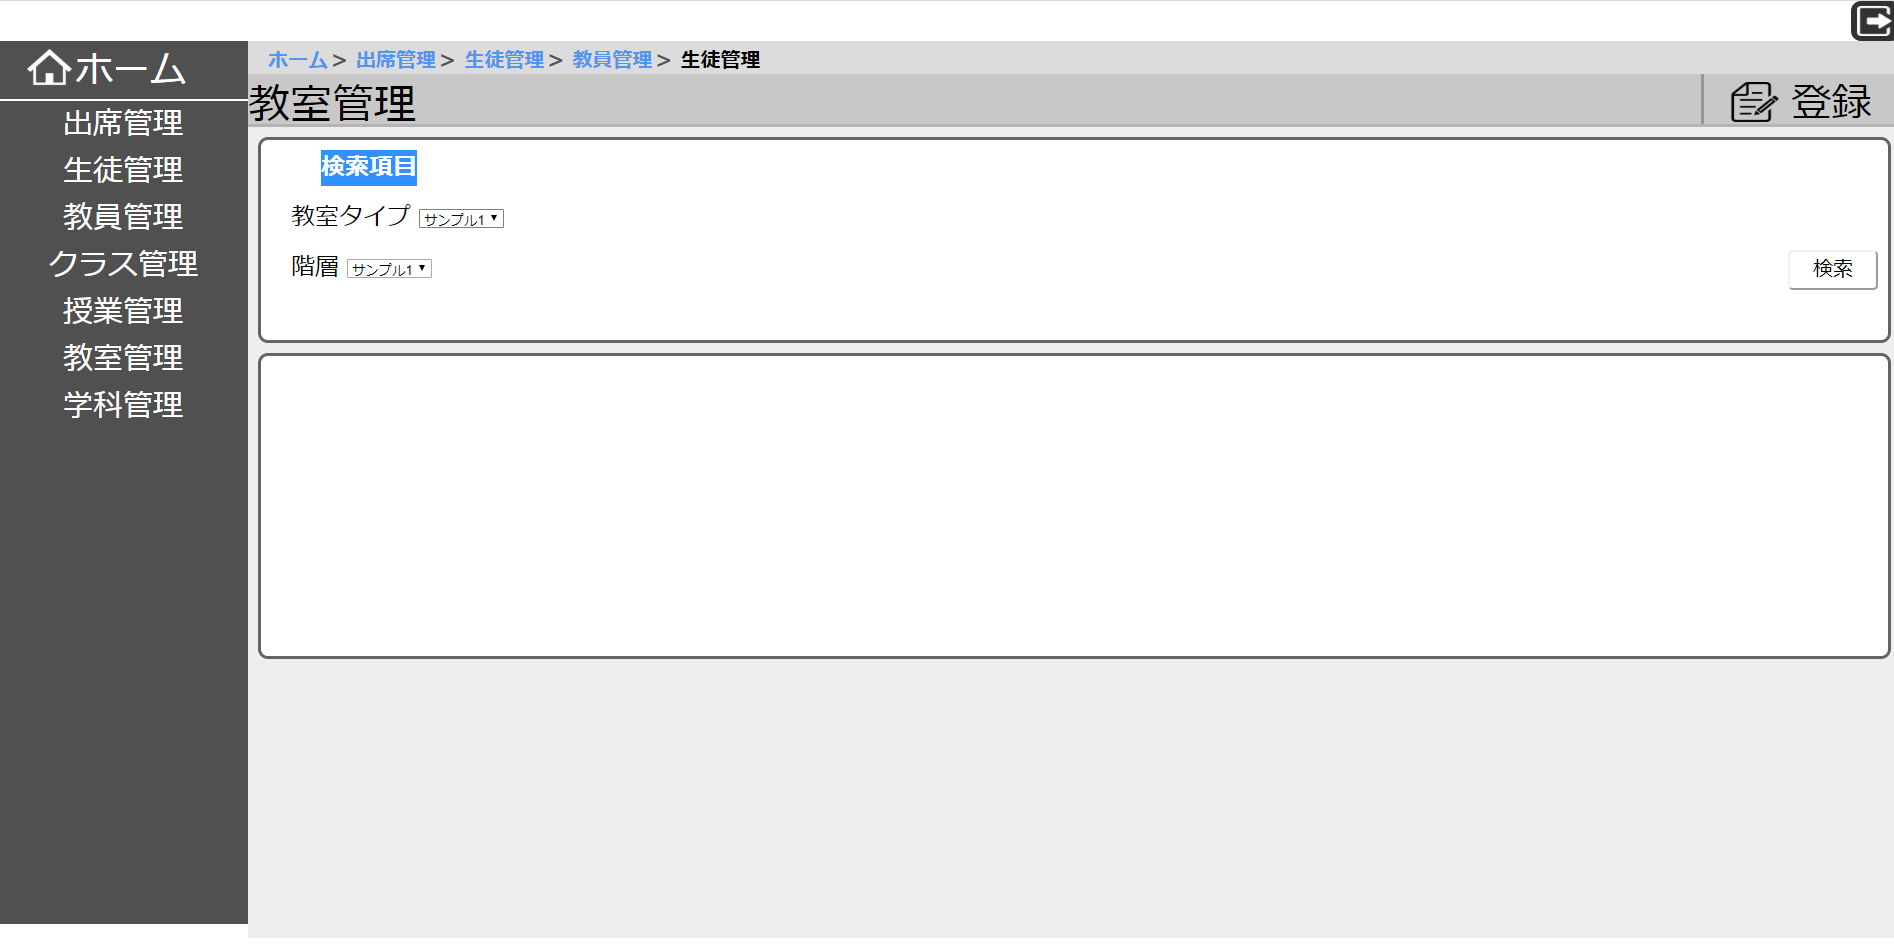 ホーム
出席管理
生徒管理
教員管理
クラス管理
授業管理
教室管理
学科管理
ホーム > 出席管理 > 生徒管理 > 教員管理 > 生徒管理
教室管理
登録
検索項目
教室タイプ サンプル1
階層 サンプル1
検索